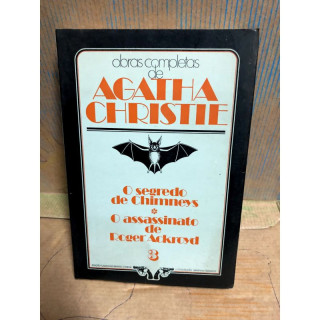 obras completas
de
AGATHA
CHRISTIE
O segredo
de Chimneys
O assassinato
de
Roger Ackroyd
8